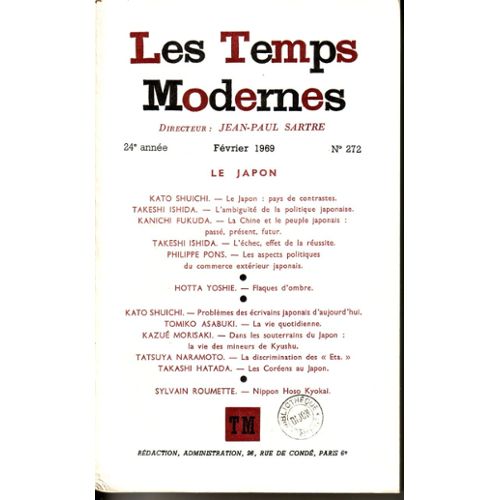 Les Temps
Modernes
DIRECTEUR : JEAN-PAUL SARTRE
24e année Février 1969 N° 272
LE JAPON
KATO SHUICHI. — Le Japon : pays de contrastes.
TAKESHI ISHIDA. — L'ambiguïté de la politique japonaise.
KANICHI FUKUDA. — La Chine et le peuple japonais :
passé, présent, futur.
TAKESHI ISHIDA. — L'échec, effet de la réussite.
PHILIPPE PONS. — Les aspects politiques
du commerce extérieur japonais.
●
HOTTA YOSHIE. — Flaques d'ombre.
●
KATO SHUICHI. — Problèmes des écrivains japonais d'aujourd'hui.
TOMIKO ASABUKI. — La vie quotidienne.
KAZUÉ MORISAKI. — Dans les souterrains du Japon :
la vie des mineurs de Kyushu.
TATSUYA NARAMOTO. — La discrimination des « Eta. »
TAKASHI HATADA. — Les Coréens au Japon.
●
SYLVAIN ROUMETTE. — Nippon Hoso Kyokai.
TM
BIBLIOTHÈQUE
RÉDACTION, ADMINISTRATION, 26, RUE DE CONDÉ, PARIS 6e